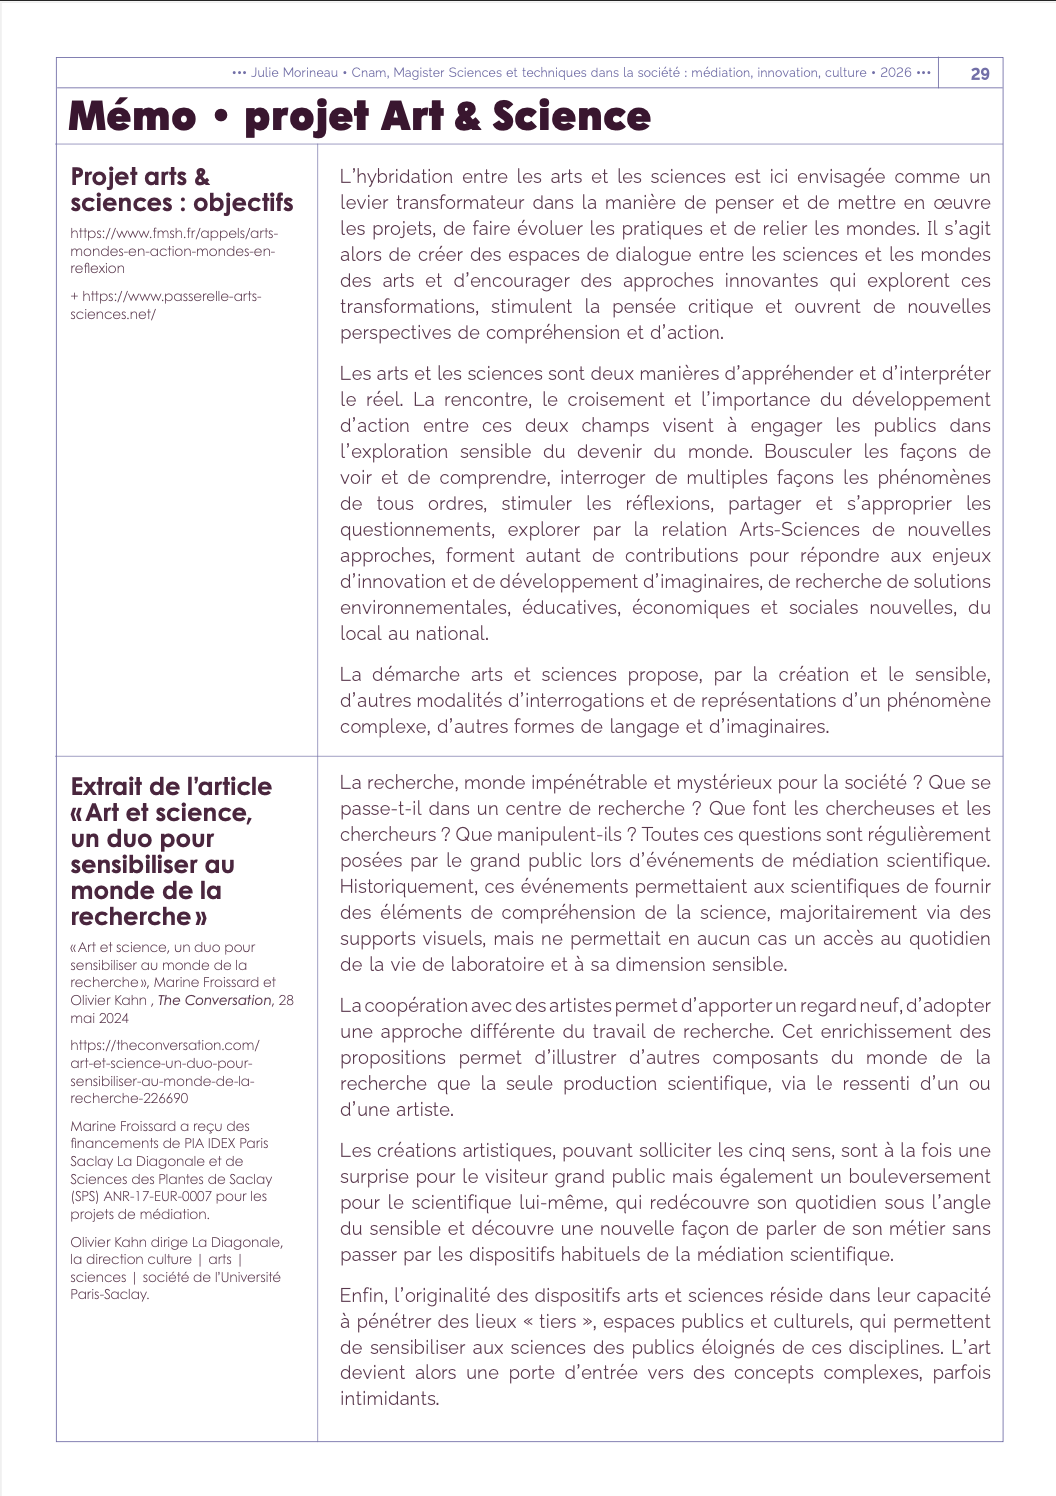 ••• Julie Morineau • Cnam, Magister Sciences et techniques dans la société : médiation, innovation, culture • 2026 •••
29
Mémo • projet Art & Science
Projet arts &
sciences : objectifs
https://www.fmsh.fr/appels/arts-
mondes-en-action-mondes-en-
reflexion
+ https://www.passerelle-arts-
sciences.net/
L’hybridation entre les arts et les sciences est ici envisagée comme un
levier transformateur dans la manière de penser et de mettre en œuvre
les projets, de faire évoluer les pratiques et de relier les mondes. Il s’agit
alors de créer des espaces de dialogue entre les sciences et les mondes
des arts et d’encourager des approches innovantes qui explorent ces
transformations, stimulent la pensée critique et ouvrent de nouvelles
perspectives de compréhension et d’action.
Les arts et les sciences sont deux manières d’appréhender et d’interpréter
le réel. La rencontre, le croisement et l’importance du développement
d’action entre ces deux champs visent à engager les publics dans
l’exploration sensible du devenir du monde. Bousculer les façons de
voir et de comprendre, interroger de multiples façons les phénomènes
de tous ordres, stimuler les réflexions, partager et s’approprier les
questionnements, explorer par la relation Arts-Sciences de nouvelles
approches, forment autant de contributions pour répondre aux enjeux
d’innovation et de développement d’imaginaires, de recherche de solutions
environnementales, éducatives, économiques et sociales nouvelles, du
local au national.
La démarche arts et sciences propose, par la création et le sensible,
d’autres modalités d’interrogations et de représentations d’un phénomène
complexe, d’autres formes de langage et d’imaginaires.
Extrait de l’article
« Art et science,
un duo pour
sensibiliser au
monde de la
recherche »
« Art et science, un duo pour
sensibiliser au monde de la
recherche », Marine Froissard et
Olivier Kahn , The Conversation, 28
mai 2024
https://theconversation.com/
art-et-science-un-duo-pour-
sensibiliser-au-monde-de-la-
recherche-226690
Marine Froissard a reçu des
financements de PIA IDEX Paris
Saclay La Diagonale et de
Sciences des Plantes de Saclay
(SPS) ANR-17-EUR-0007 pour les
projets de médiation.
Olivier Kahn dirige La Diagonale,
la direction culture | arts |
sciences | société de l’Université
Paris-Saclay.
La recherche, monde impénétrable et mystérieux pour la société ? Que se
passe-t-il dans un centre de recherche ? Que font les chercheuses et les
chercheurs ? Que manipulent-ils ? Toutes ces questions sont régulièrement
posées par le grand public lors d’événements de médiation scientifique.
Historiquement, ces événements permettaient aux scientifiques de fournir
des éléments de compréhension de la science, majoritairement via des
supports visuels, mais ne permettait en aucun cas un accès au quotidien
de la vie de laboratoire et à sa dimension sensible.
La coopération avec des artistes permet d’apporter un regard neuf, d’adopter
une approche différente du travail de recherche. Cet enrichissement des
propositions permet d’illustrer d’autres composants du monde de la
recherche que la seule production scientifique, via le ressenti d’un ou
d’une artiste.
Les créations artistiques, pouvant solliciter les cinq sens, sont à la fois une
surprise pour le visiteur grand public mais également un bouleversement
pour le scientifique lui-même, qui redécouvre son quotidien sous l’angle
du sensible et découvre une nouvelle façon de parler de son métier sans
passer par les dispositifs habituels de la médiation scientifique.
Enfin, l’originalité des dispositifs arts et sciences réside dans leur capacité
à pénétrer des lieux « tiers », espaces publics et culturels, qui permettent
de sensibiliser aux sciences des publics éloignés de ces disciplines. L’art
devient alors une porte d’entrée vers des concepts complexes, parfois
intimidants.